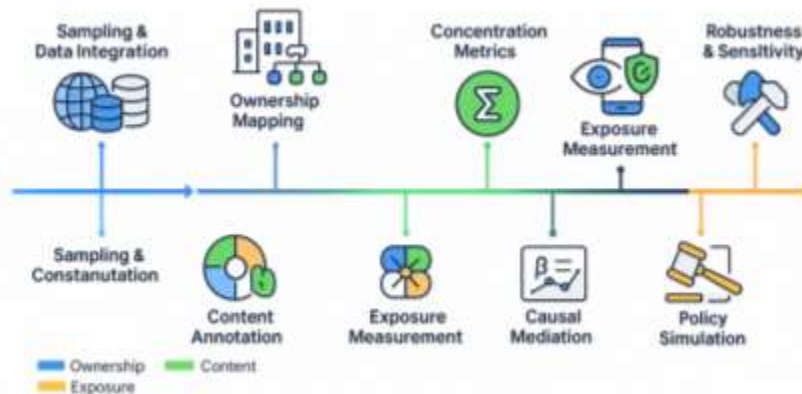 Sampling &
Data Integration
Ownership
Mapping
Concentration
Metrics
Σ
Exposure
Measurement
Robustness
& Sensitivity
Sampling &
Constanutation
Content
Annotation
Exposure
Measurement
β=
Causal
Mediation
Policy
Simulation
Ownership
Content
Exposure